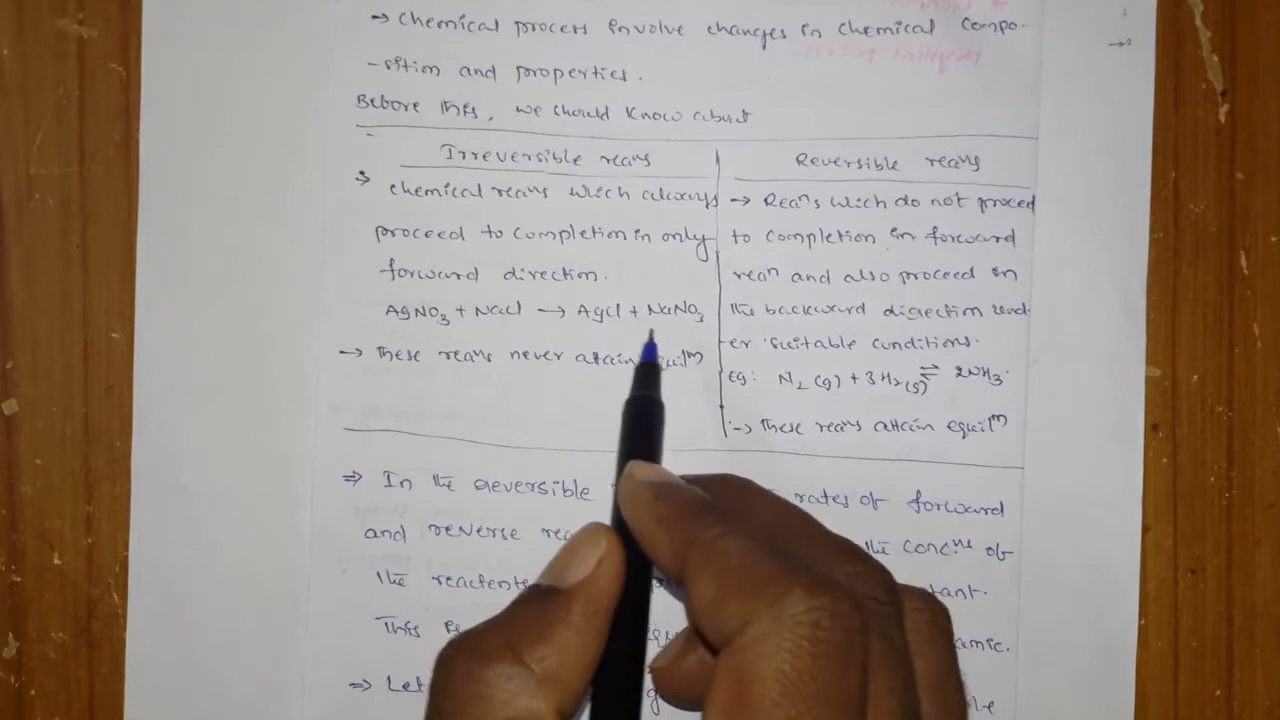 → Chemical process involve changes in chemical compo-
-sition and properties.
Before this, we should know about
Irreversible reaⁿs
→ chemical reaⁿs which always
proceed to completion in only
forward direction.
AgNO₃ + NaCl → AgCl + NaNO₃
→ These reaⁿs never attain
Reversible reaⁿs
→ Reaⁿs which do not proceed
to completion in forward
reaⁿ and also proceed in
the backward direction und-
er suitable conditions.
Eg: N₂(g) + 3H₂(g) ⇌ 2NH₃.
→ These reaⁿs attain equilᵐ
⇒ In the reversible rates of forward
and reverse the concⁿs of
the
This
⇒ Let